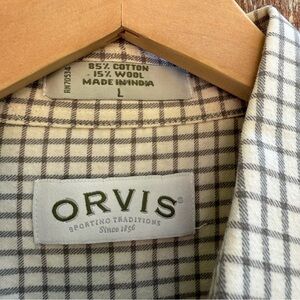 85% COTTON
15% WOOL
MADE IN INDIA
L
ORVIS®
SPORTING TRADITIONS
Since 1856